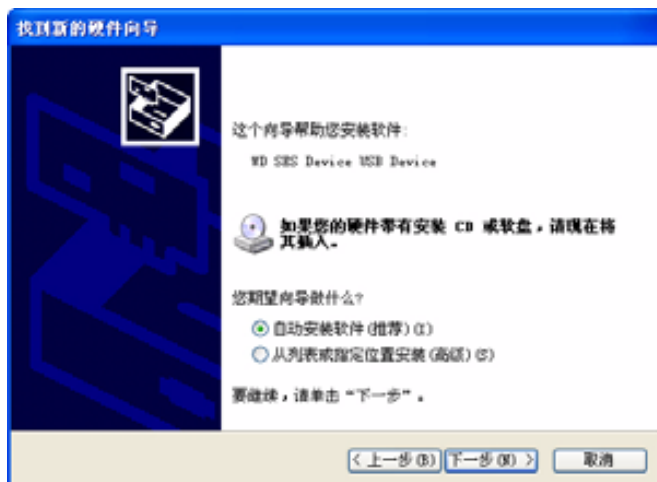 找到新的硬件向导
这个向导帮助您安装软件:
WD SES Device USB Device
如果您的硬件带有安装 CD 或软盘，请现在将
其插入。
您期望向导做什么?
自动安装软件(推荐)(I)
从列表或指定位置安装(高级)(S)
要继续，请单击“下一步”。
< 上一步(B) 下一步(N) > 取消